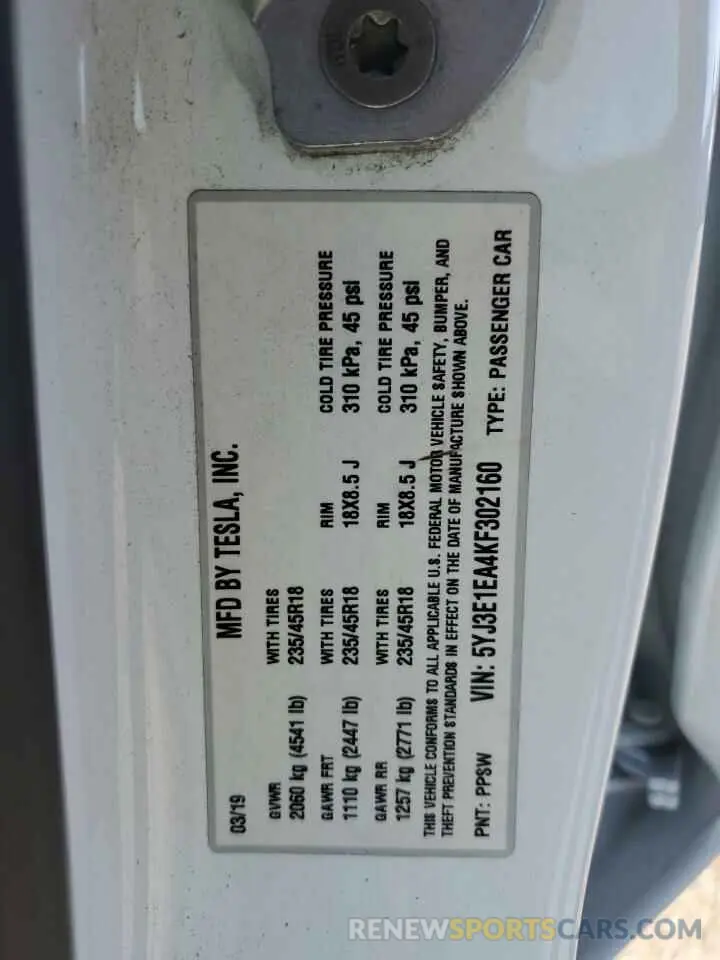 MFD BY TESLA, INC.
03/19
GVWR WITH TIRES
2060 kg (4541 lb) 235/45R18
GAWR FRT WITH TIRES RIM COLD TIRE PRESSURE
1110 kg (2447 lb) 235/45R18 18X8.5 J 310 kPa, 45 psi
GAWR RR WITH TIRES RIM COLD TIRE PRESSURE
1257 kg (2771 lb) 235/45R18 18X8.5 J 310 kPa, 45 psi
THIS VEHICLE CONFORMS TO ALL APPLICABLE U.S. FEDERAL MOTOR VEHICLE SAFETY, BUMPER, AND
THEFT PREVENTION STANDARDS IN EFFECT ON THE DATE OF MANUFACTURE SHOWN ABOVE.
PNT: PPSW VIN: 5YJ3E1EA4KF302160 TYPE: PASSENGER CAR
RENEWSPORTSCARS.COM